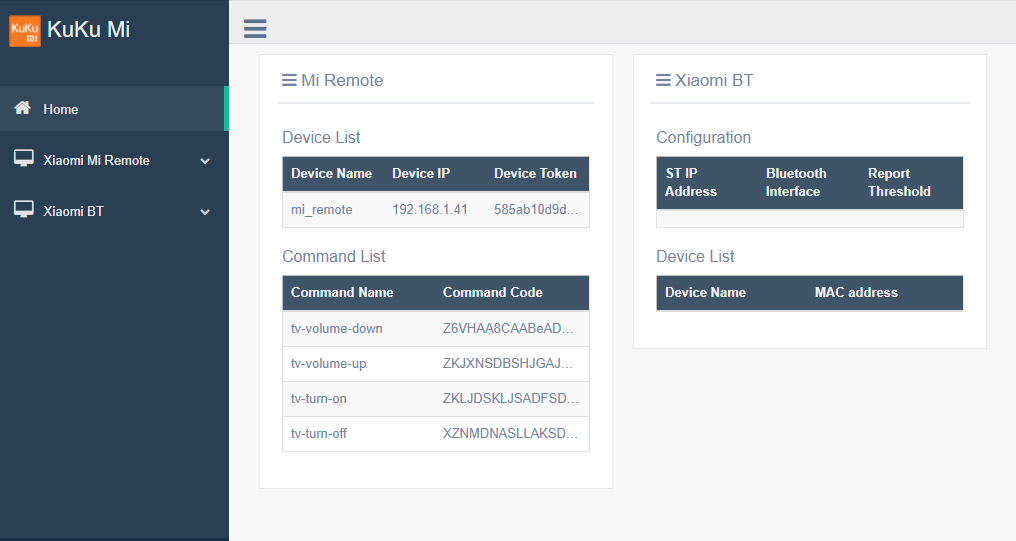 KuKu mi
KuKu Mi
Home
Xiaomi Mi Remote
Xiaomi BT
Mi Remote
Device List
Device Name Device IP Device Token
mi_remote 192.168.1.41 585ab10d9d...
Command List
Command Name Command Code
tv-volume-down Z6VHAA8CAABeAD...
tv-volume-up ZKJXNSDBSHJGAJ...
tv-turn-on ZKLJDSKLJSADFSD...
tv-turn-off XZNMDNASLLAKSD...
Xiaomi BT
Configuration
ST IP Address Bluetooth Interface Report Threshold
Device List
Device Name MAC address